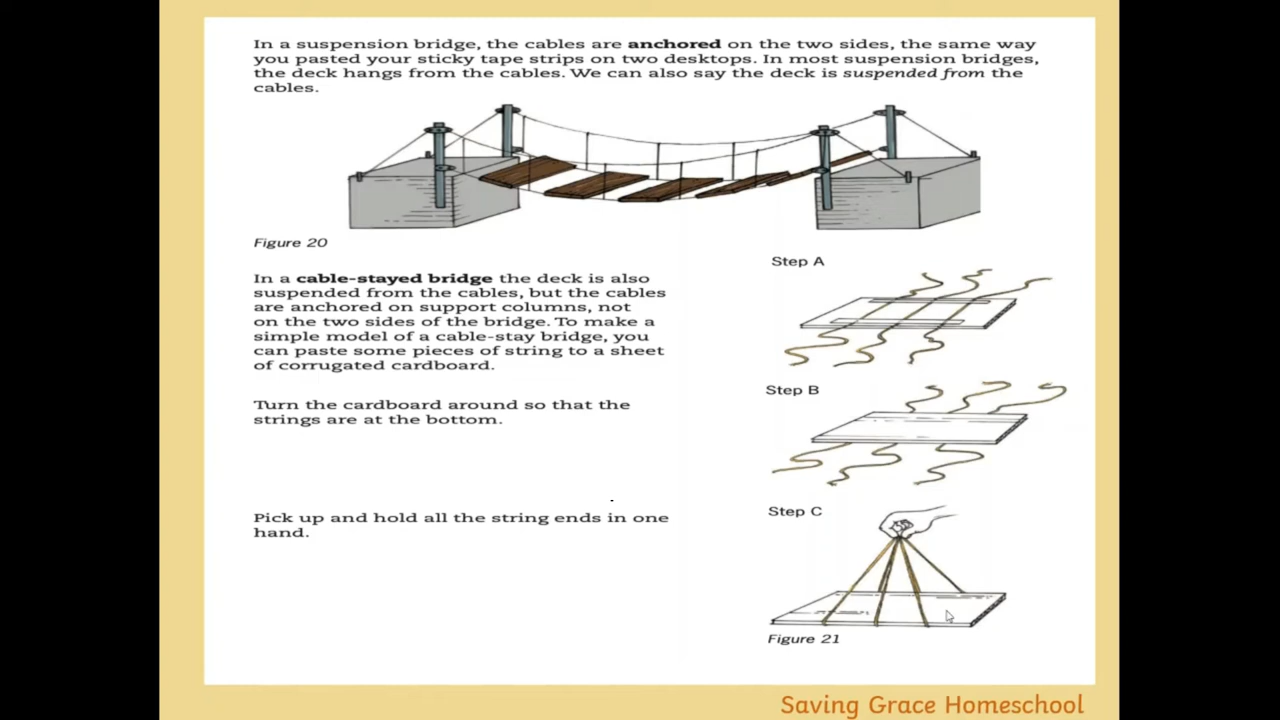 In a suspension bridge, the cables are anchored on the two sides, the same way
you pasted your sticky tape strips on two desktops. In most suspension bridges,
the deck hangs from the cables. We can also say the deck is suspended from the
cables.
Figure 20
In a cable-stayed bridge the deck is also
suspended from the cables, but the cables
are anchored on support columns, not
on the two sides of the bridge. To make a
simple model of a cable-stay bridge, you
can paste some pieces of string to a sheet
of corrugated cardboard.
Turn the cardboard around so that the
strings are at the bottom.
Pick up and hold all the string ends in one
hand.
Step A
Step B
Step C
Figure 21
Saving Grace Homeschool